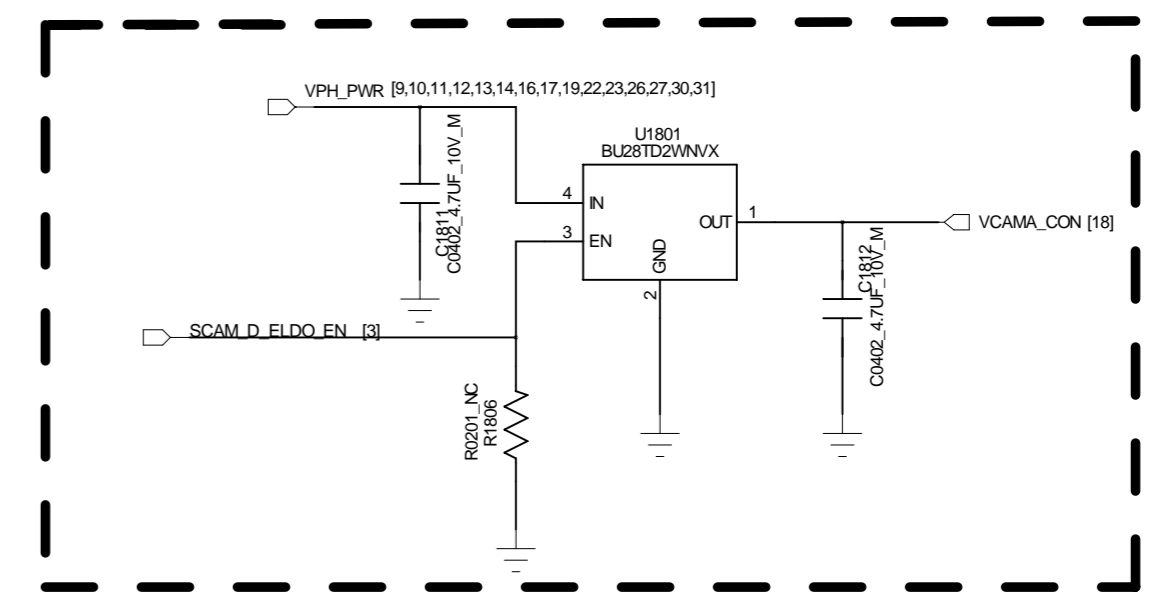 VPH_PWR [9,10,11,12,13,14,16,17,19,22,23,26,27,30,31]
C1811
C0402_4.7UF_10V_M
U1801
BU28TD2WNVX
4
IN
3
EN
GND
2
OUT
1
VCAMA_CON [18]
C1812
C0402_4.7UF_10V_M
SCAM_D_ELDO_EN [3]
R0201_NC
R1806